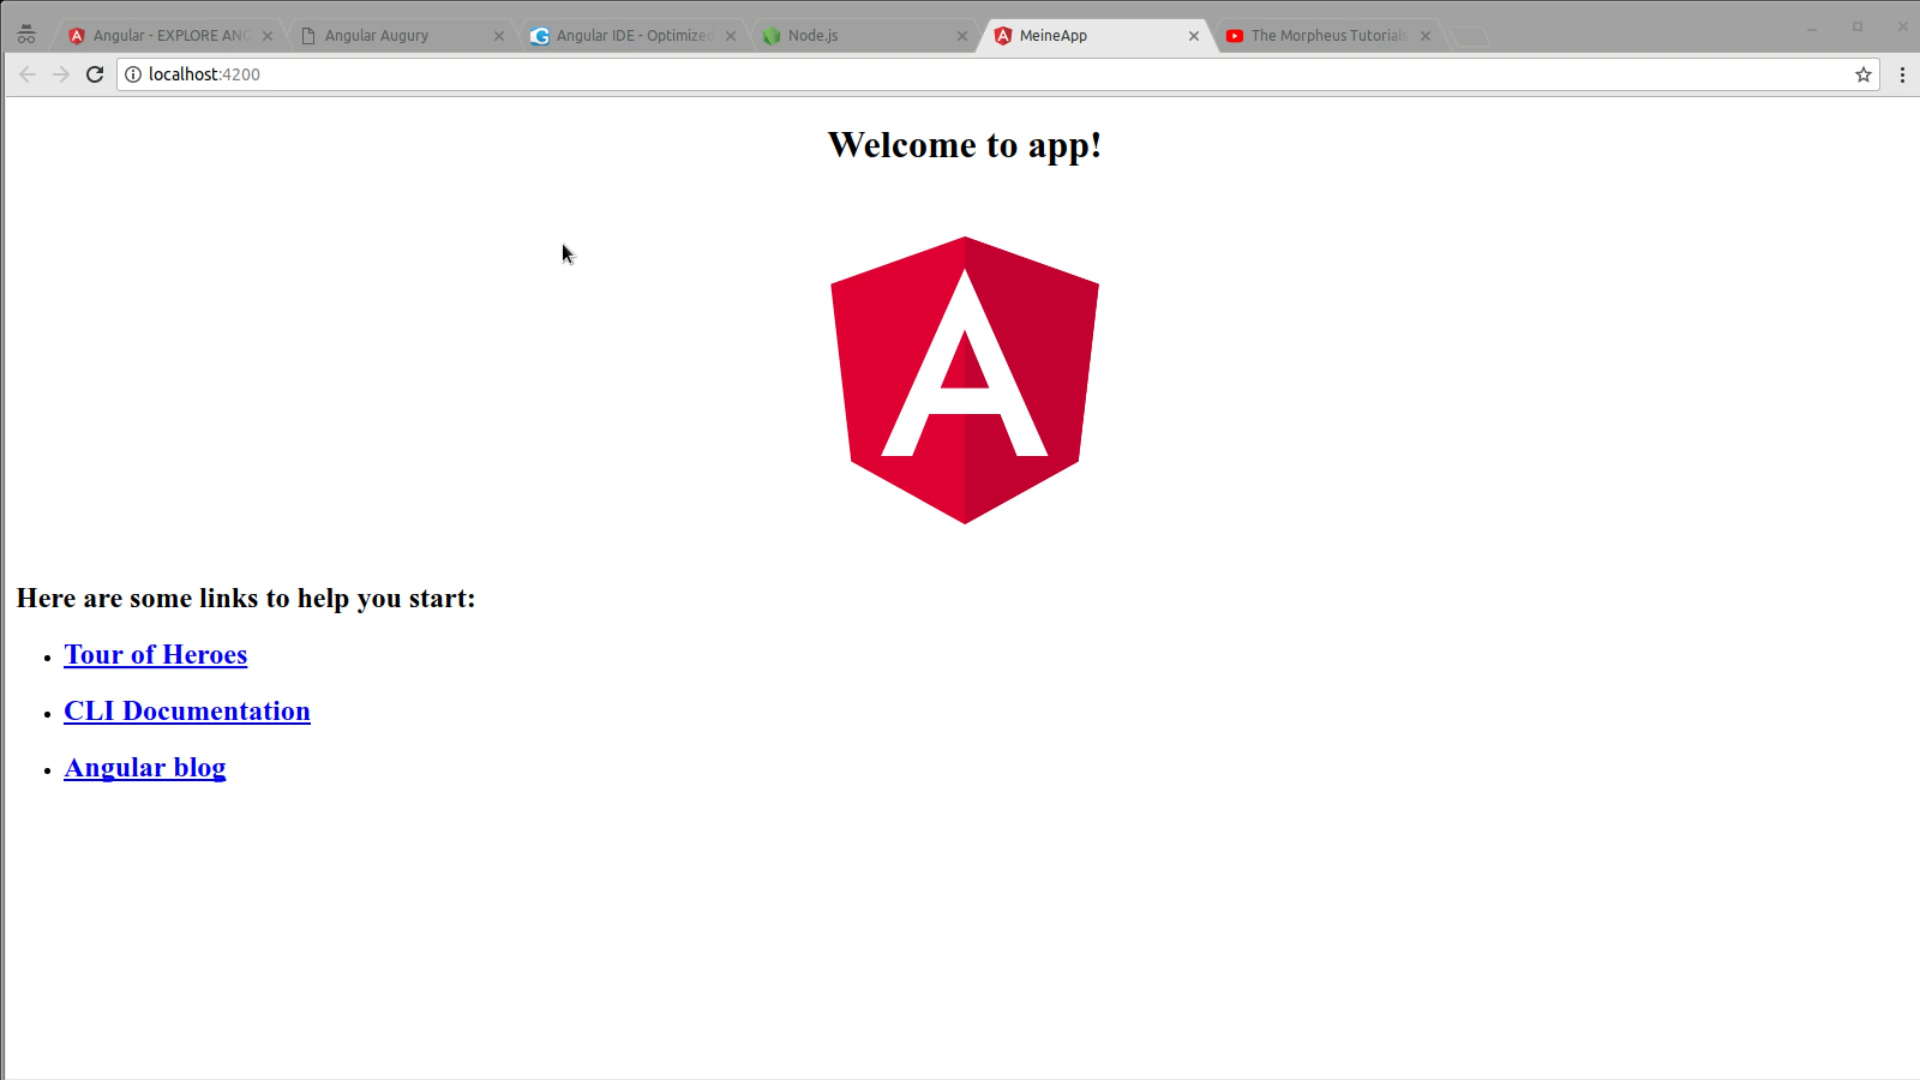 Angular - EXPLORE ANG
Angular Augury
Angular IDE - Optimized
Node.js
MeineApp
The Morpheus Tutorials
localhost:4200
Welcome to app!
A
Here are some links to help you start:
Tour of Heroes
CLI Documentation
Angular blog